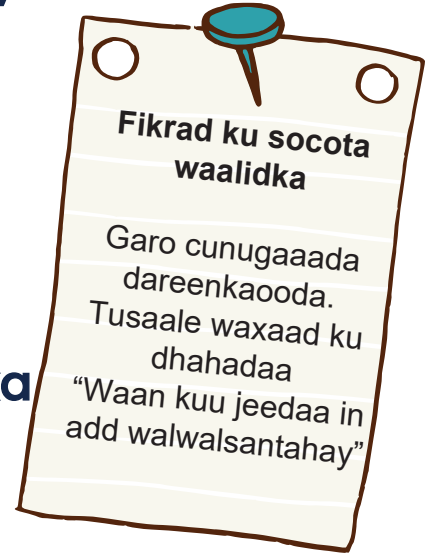 Fikrad ku socota
waalidka
Garo cunugaaada
dareenkaooda.
Tusaale waxaad ku
dhahadaa
“Waan kuu jeedaa in
add walwalsantahay”